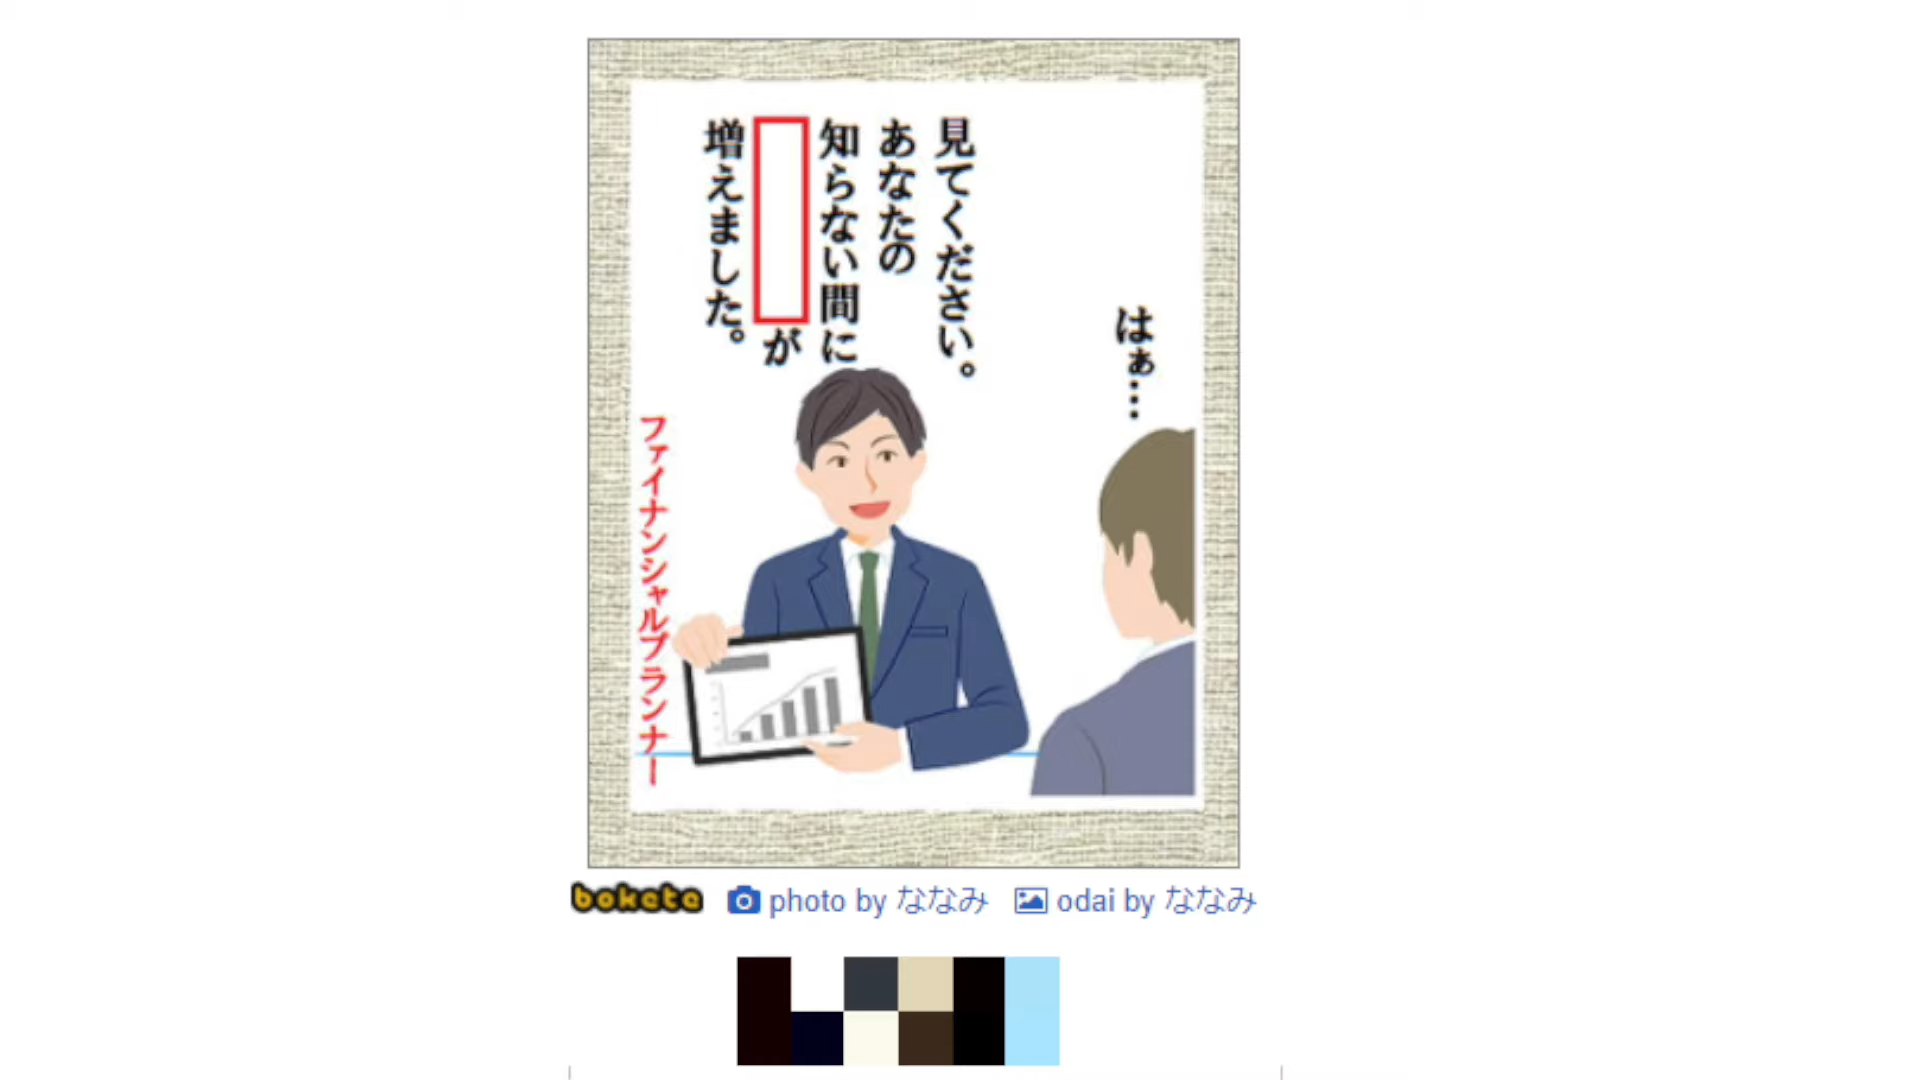 はぁ…
見てください。
あなたの
知らない間に
が
増えました。
ファイナンシャルプランナー
bokete
photo by ななみ
odai by ななみ